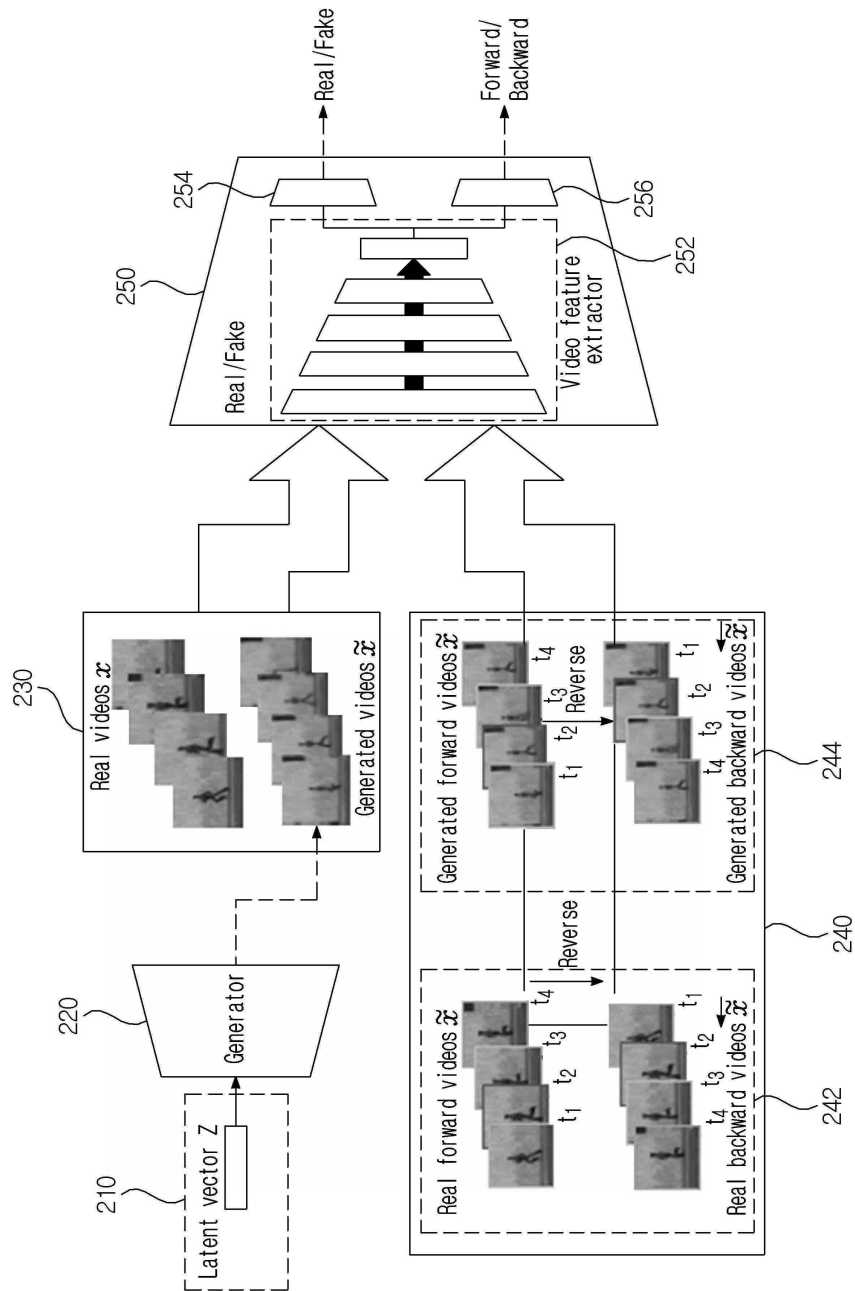 210
Latent vector Z
220
Generator
230
Real videos x
Generated videos x̃
250
Real/Fake
254
Real/Fake
Forward/
Backward
256
252
Video feature
extractor
Real forward videos x̃
t1
t2
t3
t4
Reverse
t4
t3
t2
t1
Real backward videos x̃
242
Generated forward videos x̃
t1
t2
t3
t4
Reverse
t4
t3
t2
t1
Generated backward videos x̃
244
240